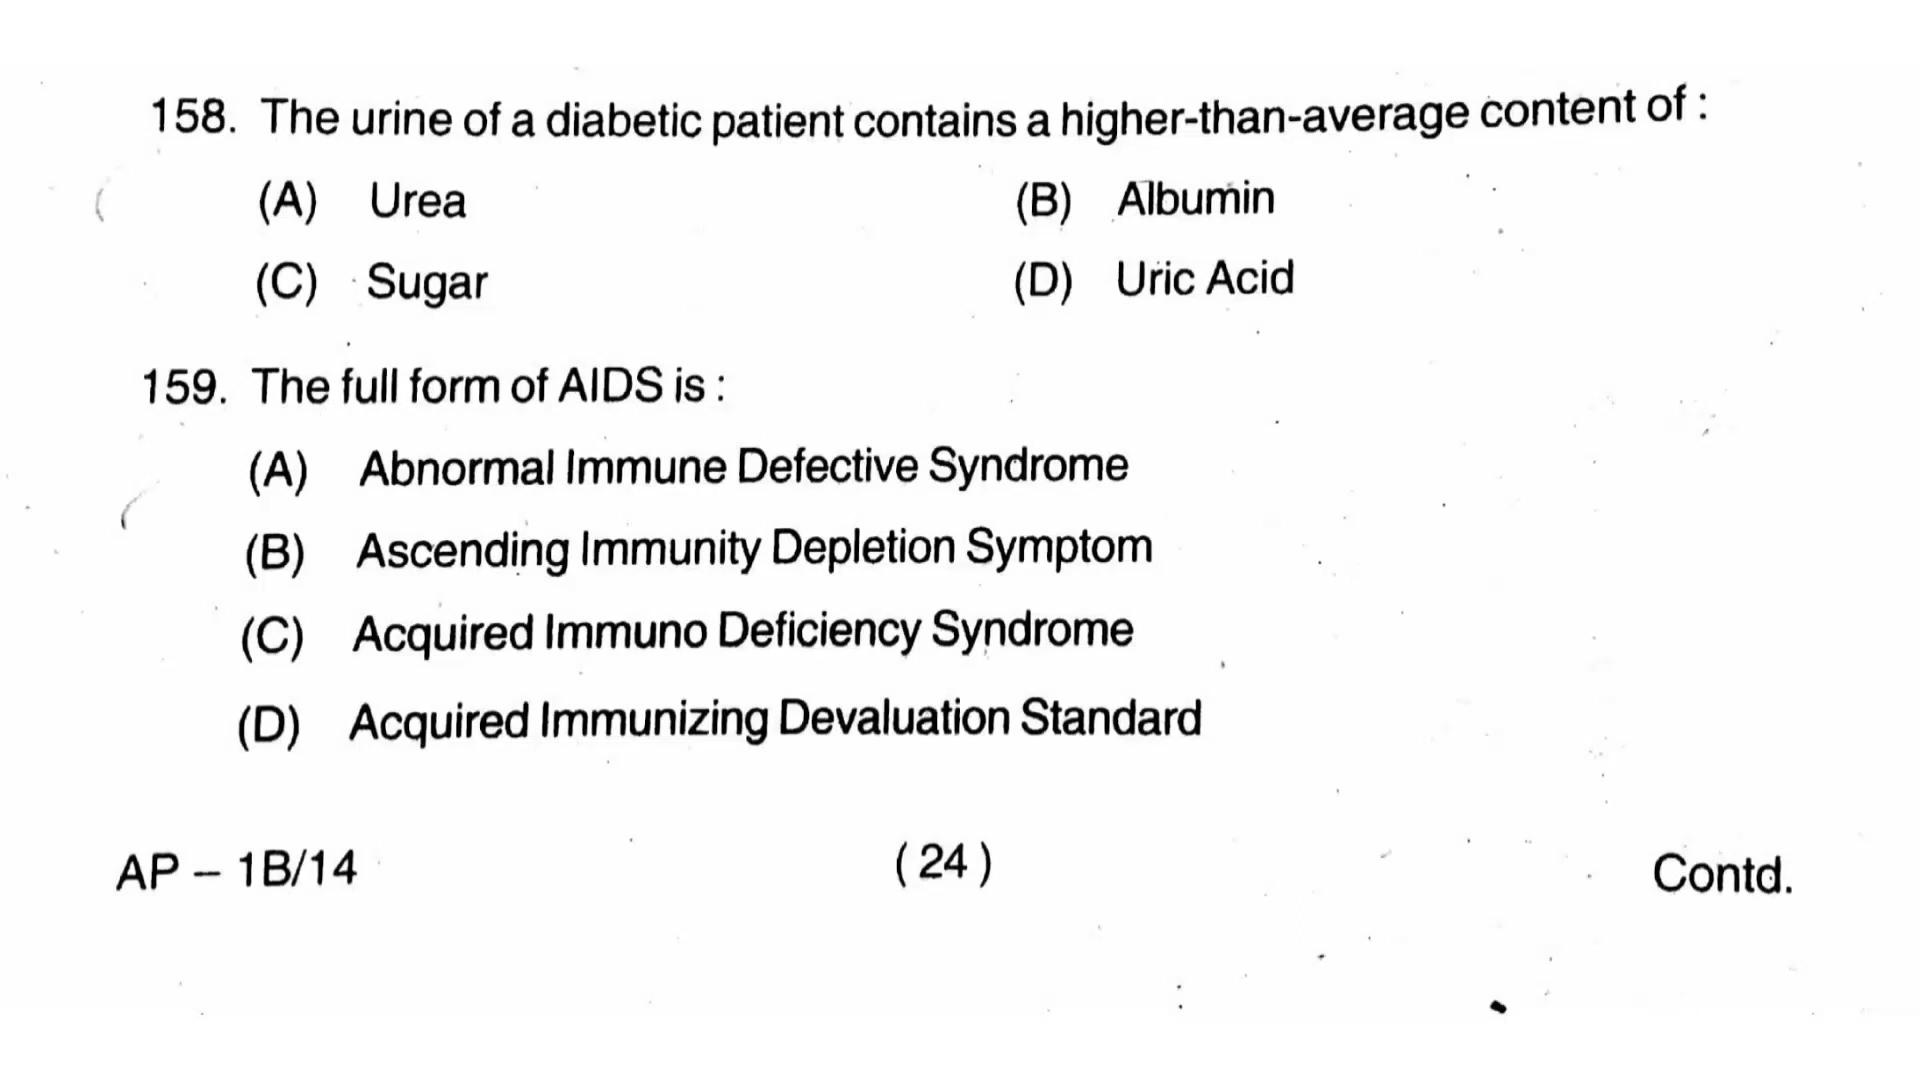 158. The urine of a diabetic patient contains a higher-than-average content of :
(A) Urea (B) Albumin
(C) Sugar (D) Uric Acid
159. The full form of AIDS is :
(A) Abnormal Immune Defective Syndrome
(B) Ascending Immunity Depletion Symptom
(C) Acquired Immuno Deficiency Syndrome
(D) Acquired Immunizing Devaluation Standard
AP – 1B/14 ( 24 ) Contd.